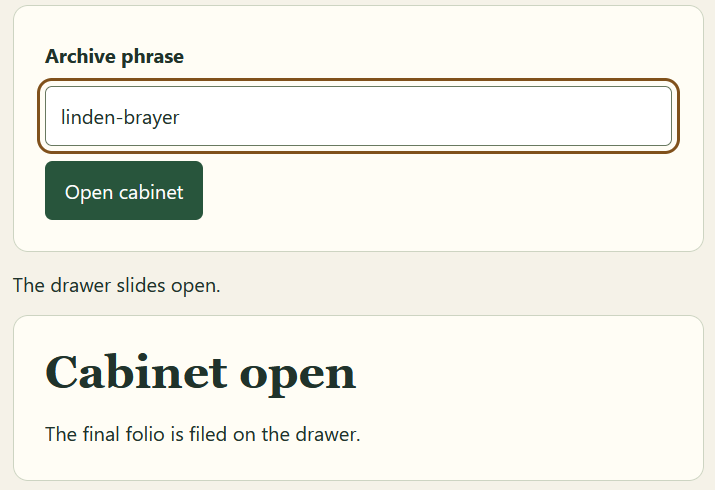 Archive phrase
linden-brayer
Open cabinet
The drawer slides open.
Cabinet open
The final folio is filed on the drawer.